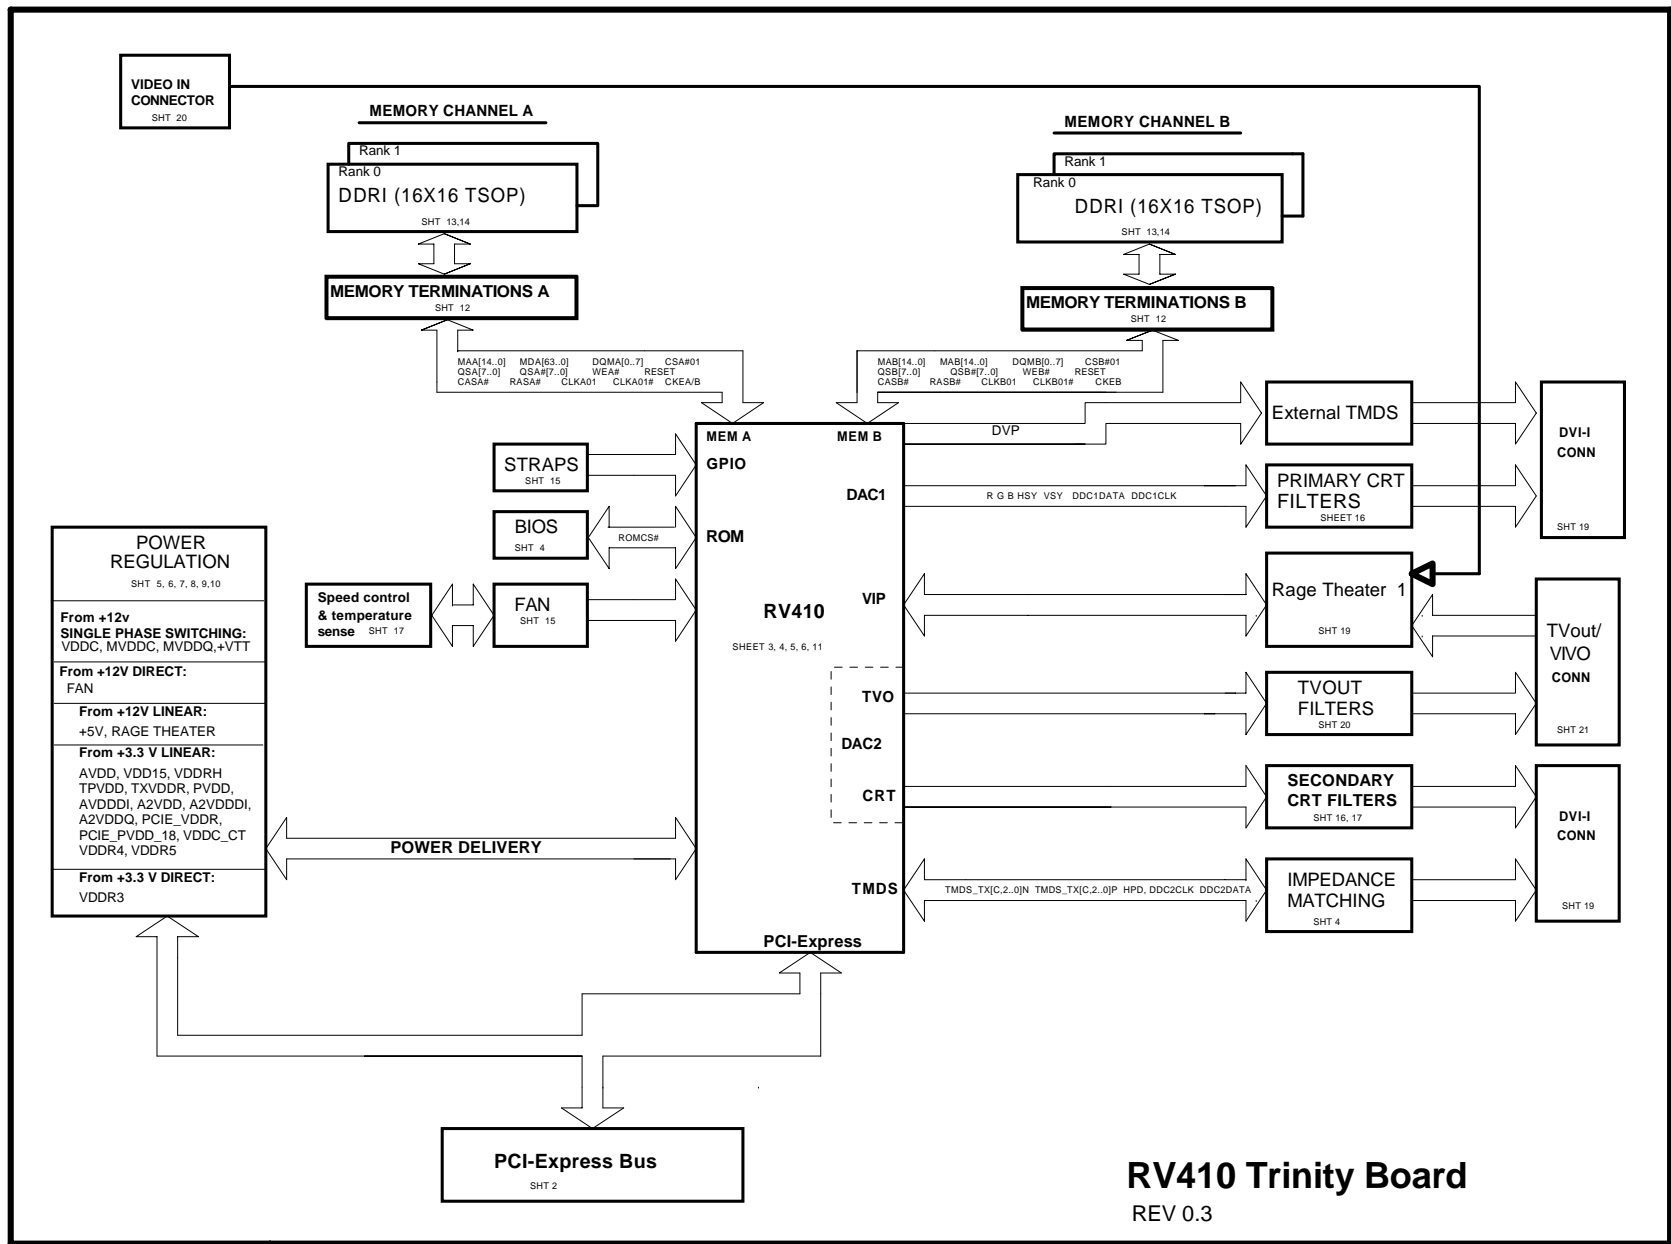 VIDEO IN
CONNECTOR
SHT 20
MEMORY CHANNEL A
Rank 1
Rank 0
DDRI (16X16 TSOP)
SHT 13,14
MEMORY TERMINATIONS A
SHT 12
MEMORY CHANNEL B
Rank 1
Rank 0
DDRI (16X16 TSOP)
SHT 13,14
MEMORY TERMINATIONS B
SHT 12
MAA[14..0] MDA[63..0] DQMA[0..7] CSA#01
QSA[7..0] QSA#[7..0] WEA# RESET
CASA# RASA# CLKA01 CLKA01# CKEA/B
MAB[14..0] MAB[14..0] DQMB[0..7] CSB#01
QSB[7..0] QSB#[7..0] WEB# RESET
CASB# RASB# CLKB01 CLKB01# CKEB
STRAPS
SHT 15
BIOS
SHT 4
ROMCS#
Speed control
& temperature
sense SHT 17
FAN
SHT 15
MEM A
MEM B
GPIO
DAC1
ROM
VIP
RV410
SHEET 3, 4, 5, 6, 11
TVO
DAC2
CRT
TMDS
PCI-Express
DVP
External TMDS
R G B HSY VSY DDC1DATA DDC1CLK
PRIMARY CRT
FILTERS
SHEET 16
DVI-I
CONN
SHT 19
Rage Theater 1
SHT 19
TVout/
VIVO
CONN
SHT 21
TVOUT
FILTERS
SHT 20
SECONDARY
CRT FILTERS
SHT 16, 17
TMDS_TX[C,2..0]N TMDS_TX[C,2..0]P HPD, DDC2CLK DDC2DATA
IMPEDANCE
MATCHING
SHT 4
DVI-I
CONN
SHT 19
POWER
REGULATION
SHT 5, 6, 7, 8, 9,10
From +12v
SINGLE PHASE SWITCHING:
VDDC, MVDDC, MVDDQ,+VTT
From +12V DIRECT:
FAN
From +12V LINEAR:
+5V, RAGE THEATER
From +3.3 V LINEAR:
AVDD, VDD15, VDDRH
TPVDD, TXVDDR, PVDD,
AVDDDI, A2VDD, A2VDDDI,
A2VDDQ, PCIE_VDDR,
PCIE_PVDD_18, VDDC_CT
VDDR4, VDDR5
From +3.3 V DIRECT:
VDDR3
POWER DELIVERY
PCI-Express Bus
SHT 2
RV410 Trinity Board
REV 0.3